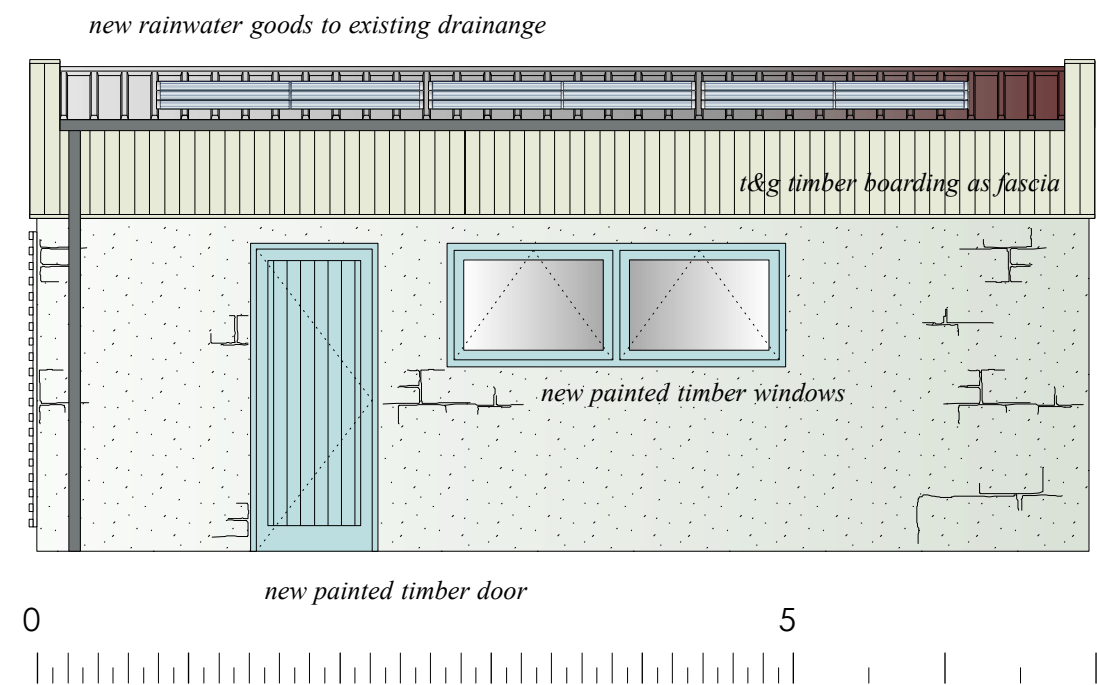 new rainwater goods to existing drainange
t&g timber boarding as fascia
new painted timber windows
new painted timber door
0 5